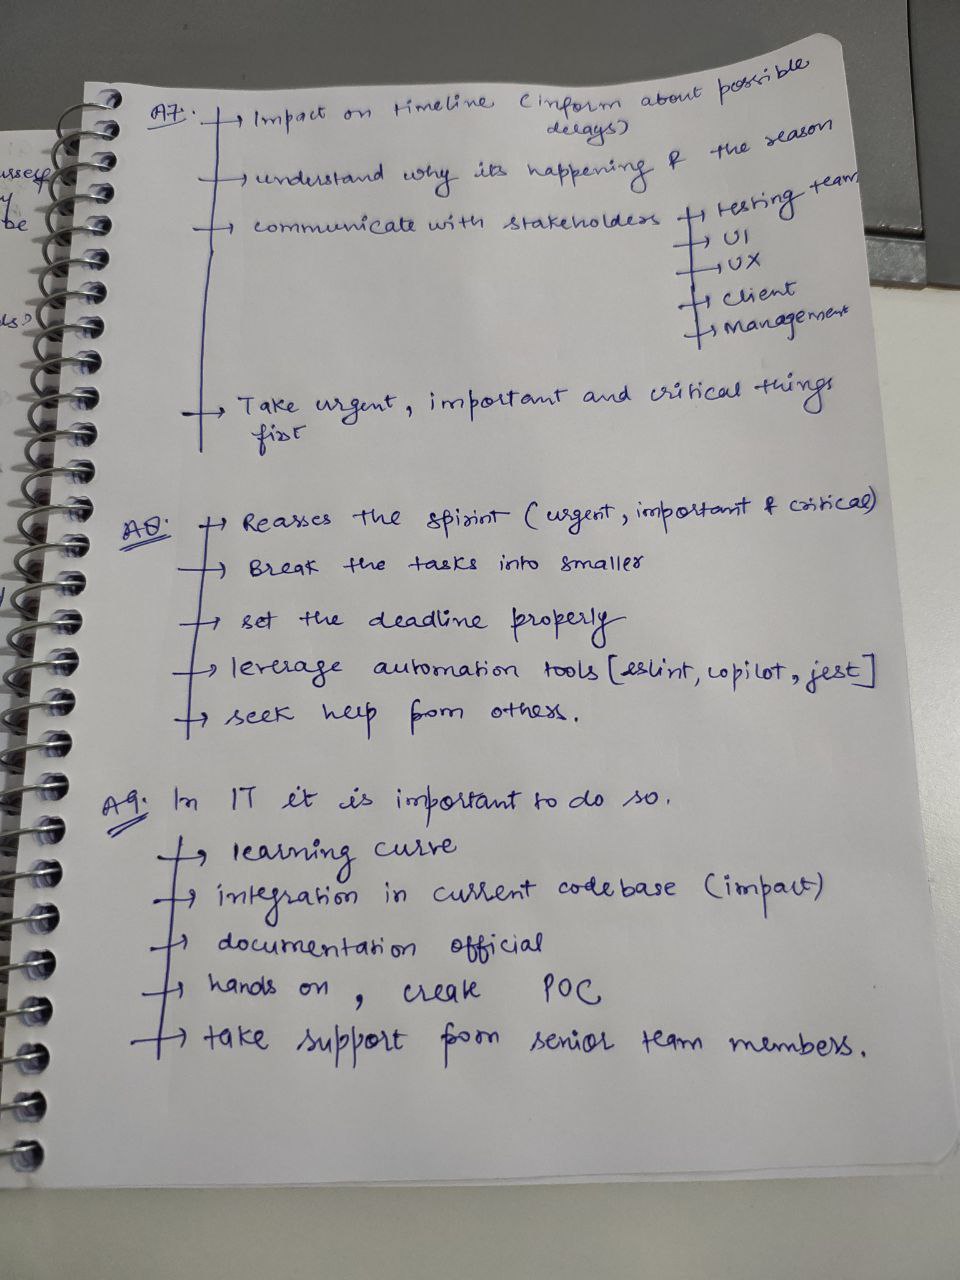 A7. → Impact on timeline (inform about possible
delays)
→ understand why its happening & the reason
→ communicate with stakeholders → testing team
→ UI
→ UX
→ client
→ Management
→ Take urgent, important and critical things
first
A8. → Reasses the spirint (urgent, important & critical)
→ Break the tasks into smaller
→ set the deadline properly
→ leverage automation tools [eslint, copilot, jest]
→ seek help from others.
A9. In IT it is important to do so.
→ learning curve
→ integration in current codebase (impact)
→ documentation official
→ hands on, create POC
→ take support from senior team members.
be